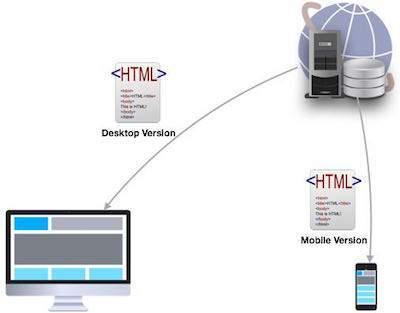 <HTML>
<html>
<title>HTML<title>
<body>
This is HTML!
</body>
</html>
Desktop Version
<HTML>
<html>
<title>HTML<title>
<body>
This is HTML!
</body>
</html>
Mobile Version